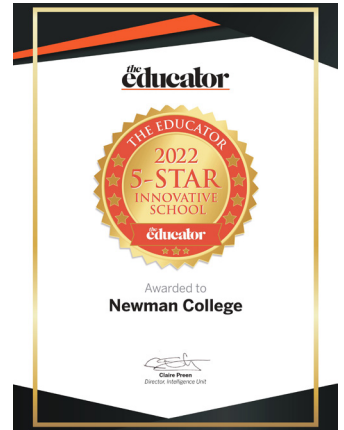 the
educator
THE EDUCATOR
2022
5-STAR
INNOVATIVE
SCHOOL
the
educator
Awarded to
Newman College
Claire Preen
Director, Intelligence Unit